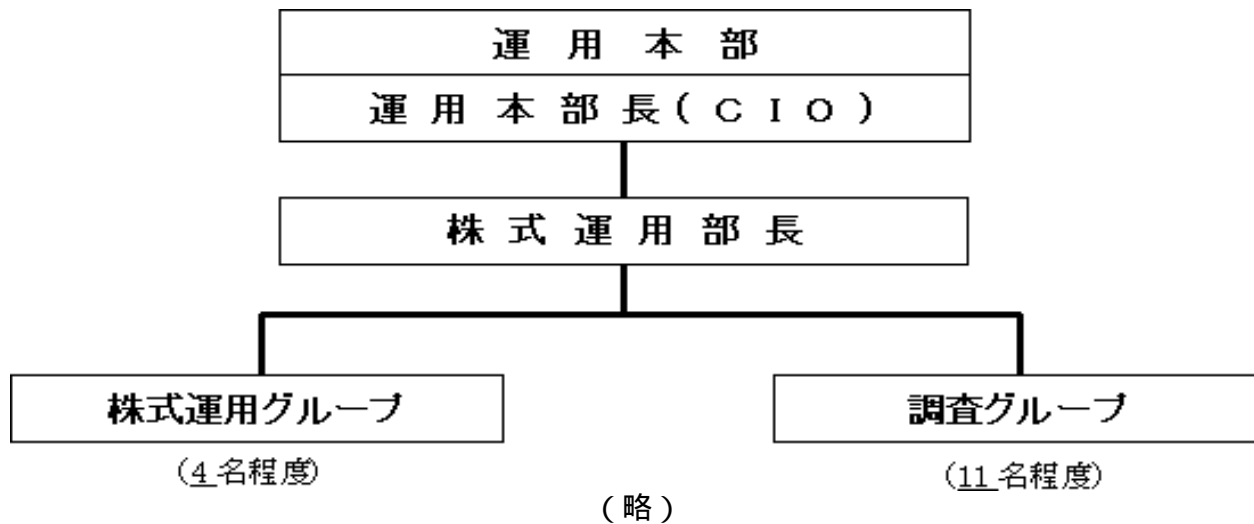 運用本部
運用本部長(CIO)
株式運用部長
株式運用グループ
調査グループ
(4名程度)
(11名程度)
(略)